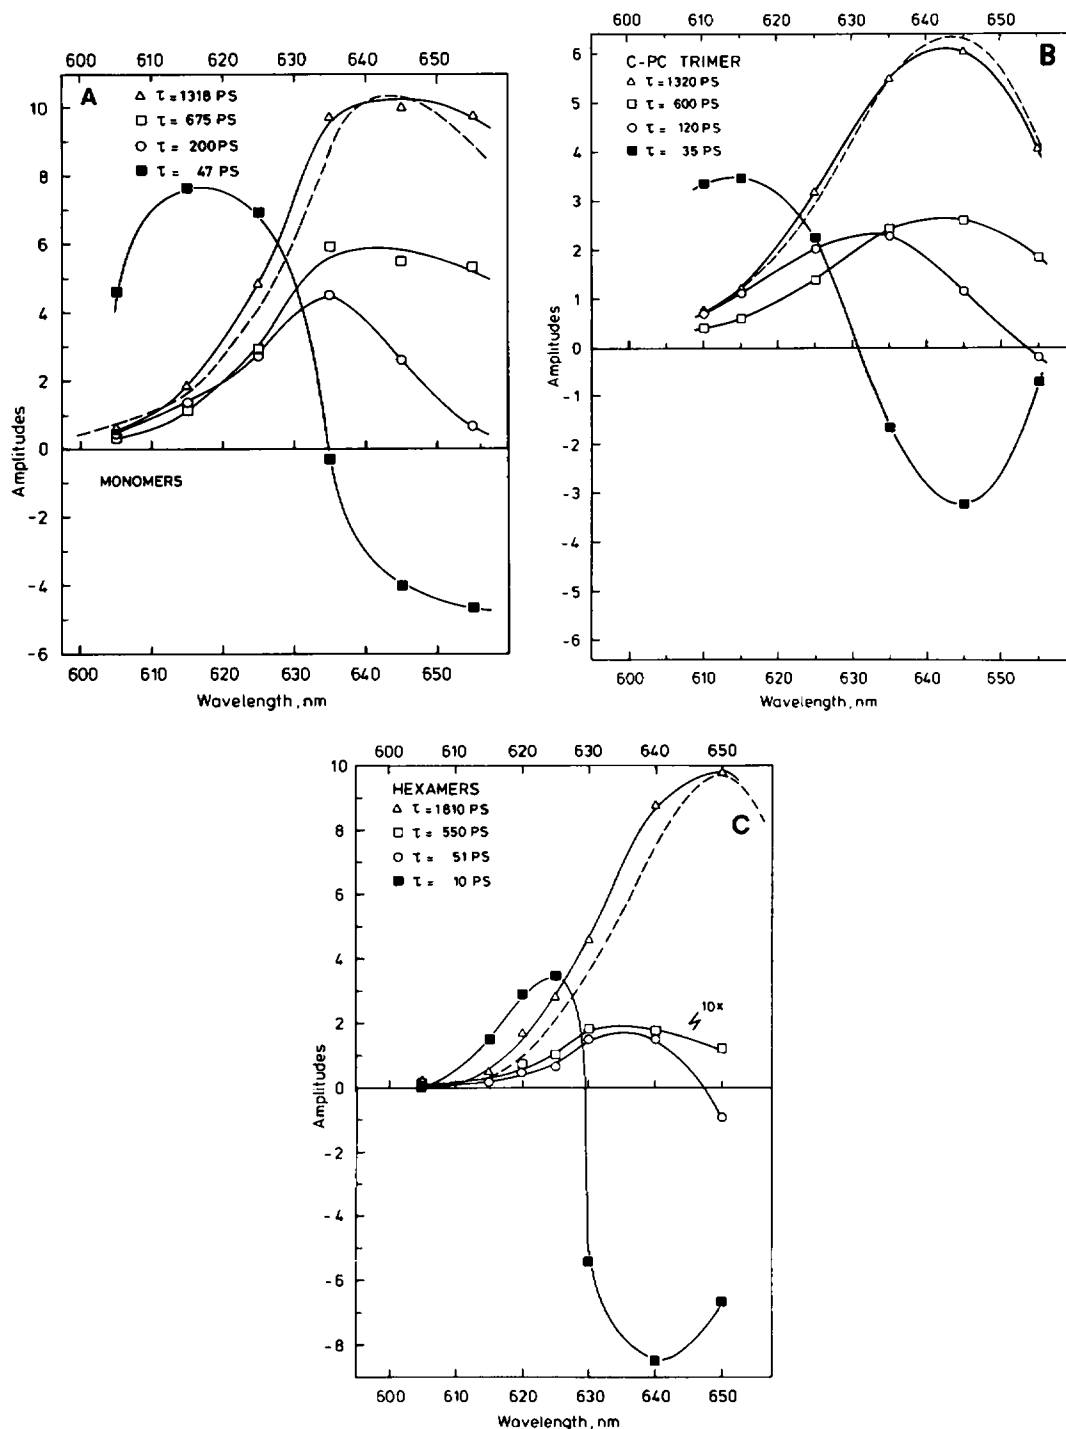 600 610 620 630 640 650
A
△ τ = 1318 PS
□ τ = 675 PS
○ τ = 200 PS
■ τ = 47 PS
10
8
6
4
2
0
-2
-4
-6
Amplitudes
MONOMERS
600 610 620 630 640 650
Wavelength, nm
600 610 620 630 640 650
B
C-PC TRIMER
△ τ = 1320 PS
□ τ = 600 PS
○ τ = 120 PS
■ τ = 35 PS
6
5
4
3
2
1
0
-1
-2
-3
-4
-5
-6
Amplitudes
600 610 620 630 640 650
Wavelength, nm
600 610 620 630 640 650
C
HEXAMERS
△ τ = 1810 PS
□ τ = 550 PS
○ τ = 51 PS
■ τ = 10 PS
10x
10
8
6
4
2
0
-2
-4
-6
-8
Amplitudes
600 610 620 630 640 650
Wavelength, nm